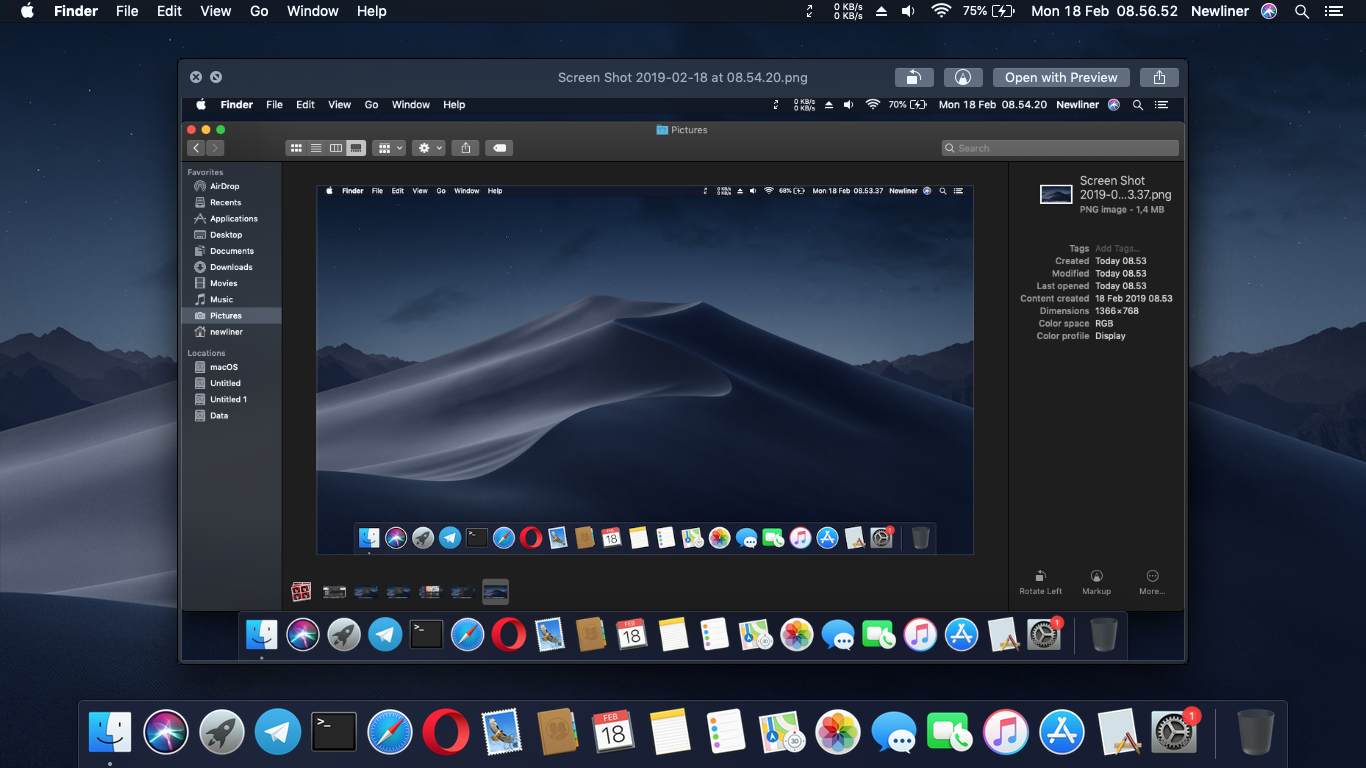 Finder File Edit View Go Window Help 0 KB/s 0 KB/s 75% Mon 18 Feb 08.56.52 Newliner
Screen Shot 2019-02-18 at 08.54.20.png Open with Preview
Finder File Edit View Go Window Help 0 KB/s 0 KB/s 70% Mon 18 Feb 08.54.20 Newliner
Pictures
Search
Favorites
AirDrop
Recents
Applications
Desktop
Documents
Downloads
Movies
Music
Pictures
newliner
Locations
macOS
Untitled
Untitled 1
Data
Finder File Edit View Go Window Help 0 KB/s 0 KB/s 68% Mon 18 Feb 08.53.37 Newliner
FEB
18
3D
1
Screen Shot
2019-0...3.37.png
PNG image - 1,4 MB
Tags Add Tags...
Created Today 08.53
Modified Today 08.53
Last opened Today 08.53
Content created 18 Feb 2019 08.53
Dimensions 1366×768
Color space RGB
Color profile Display
Rotate Left Markup More...
>_
FEB
18
3D
1
>_
FEB
18
3D
1